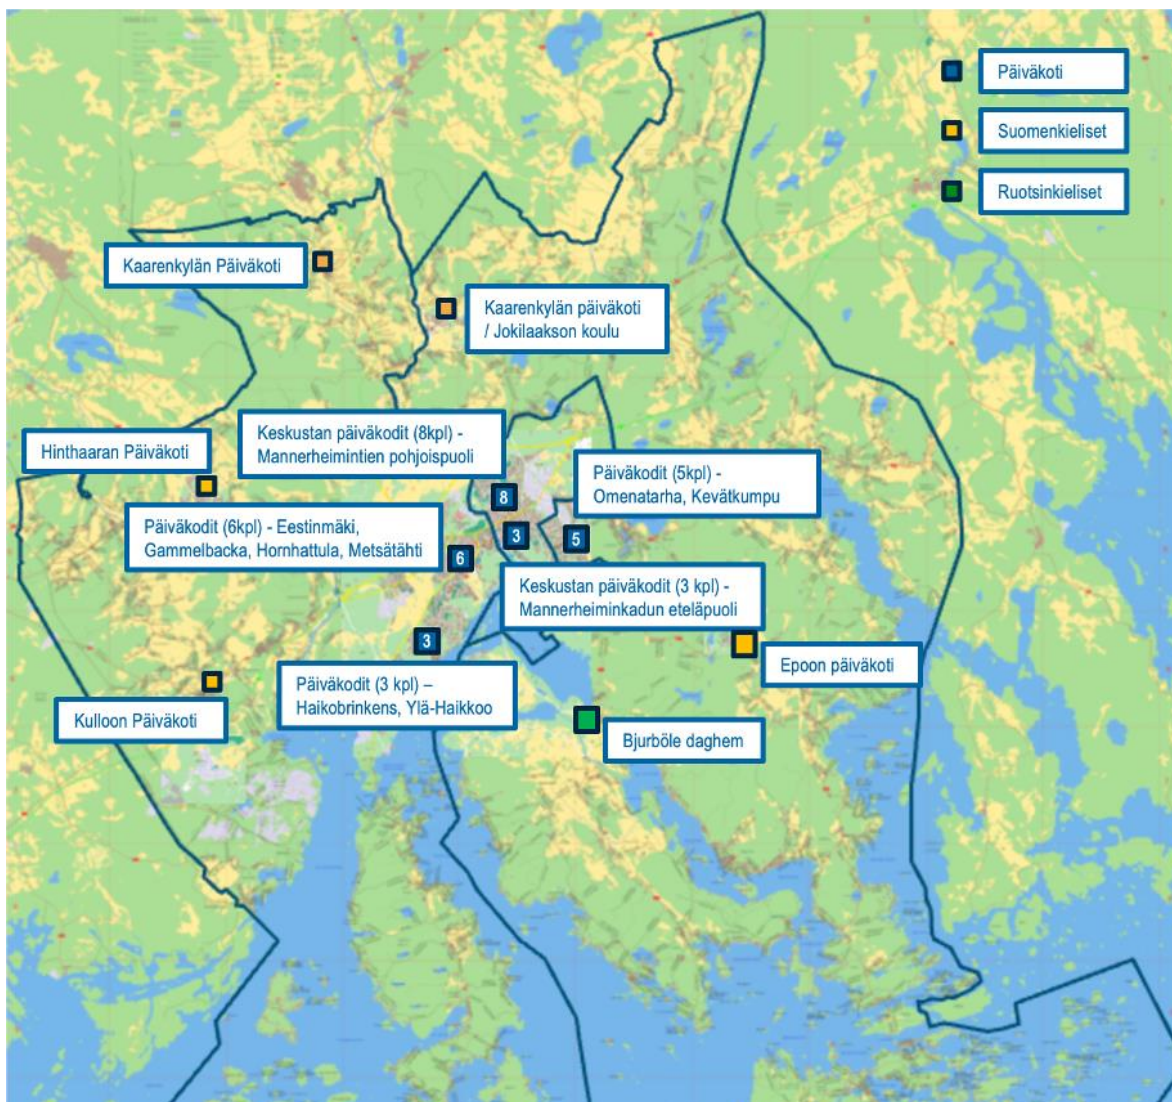 Päiväkoti
Suomenkieliset
Ruotsinkieliset
Kaarenkylän Päiväkoti
Kaarenkylän päiväkoti
/ Jokilaakson koulu
Keskustan päiväkodit (8kpl) -
Mannerheimintien pohjoispuoli
Hinthaaran Päiväkoti
Päiväkodit (5kpl) -
Omenatarha, Kevätkumpu
8
3
5
Päiväkodit (6kpl) - Eestinmäki,
Gammelbacka, Hornhattula, Metsätähti
6
Keskustan päiväkodit (3 kpl) -
Mannerheiminkadun eteläpuoli
3
Epoon päiväkoti
Päiväkodit (3 kpl) –
Haikobrinkens, Ylä-Haikkoo
Kulloon Päiväkoti
Bjurböle daghem